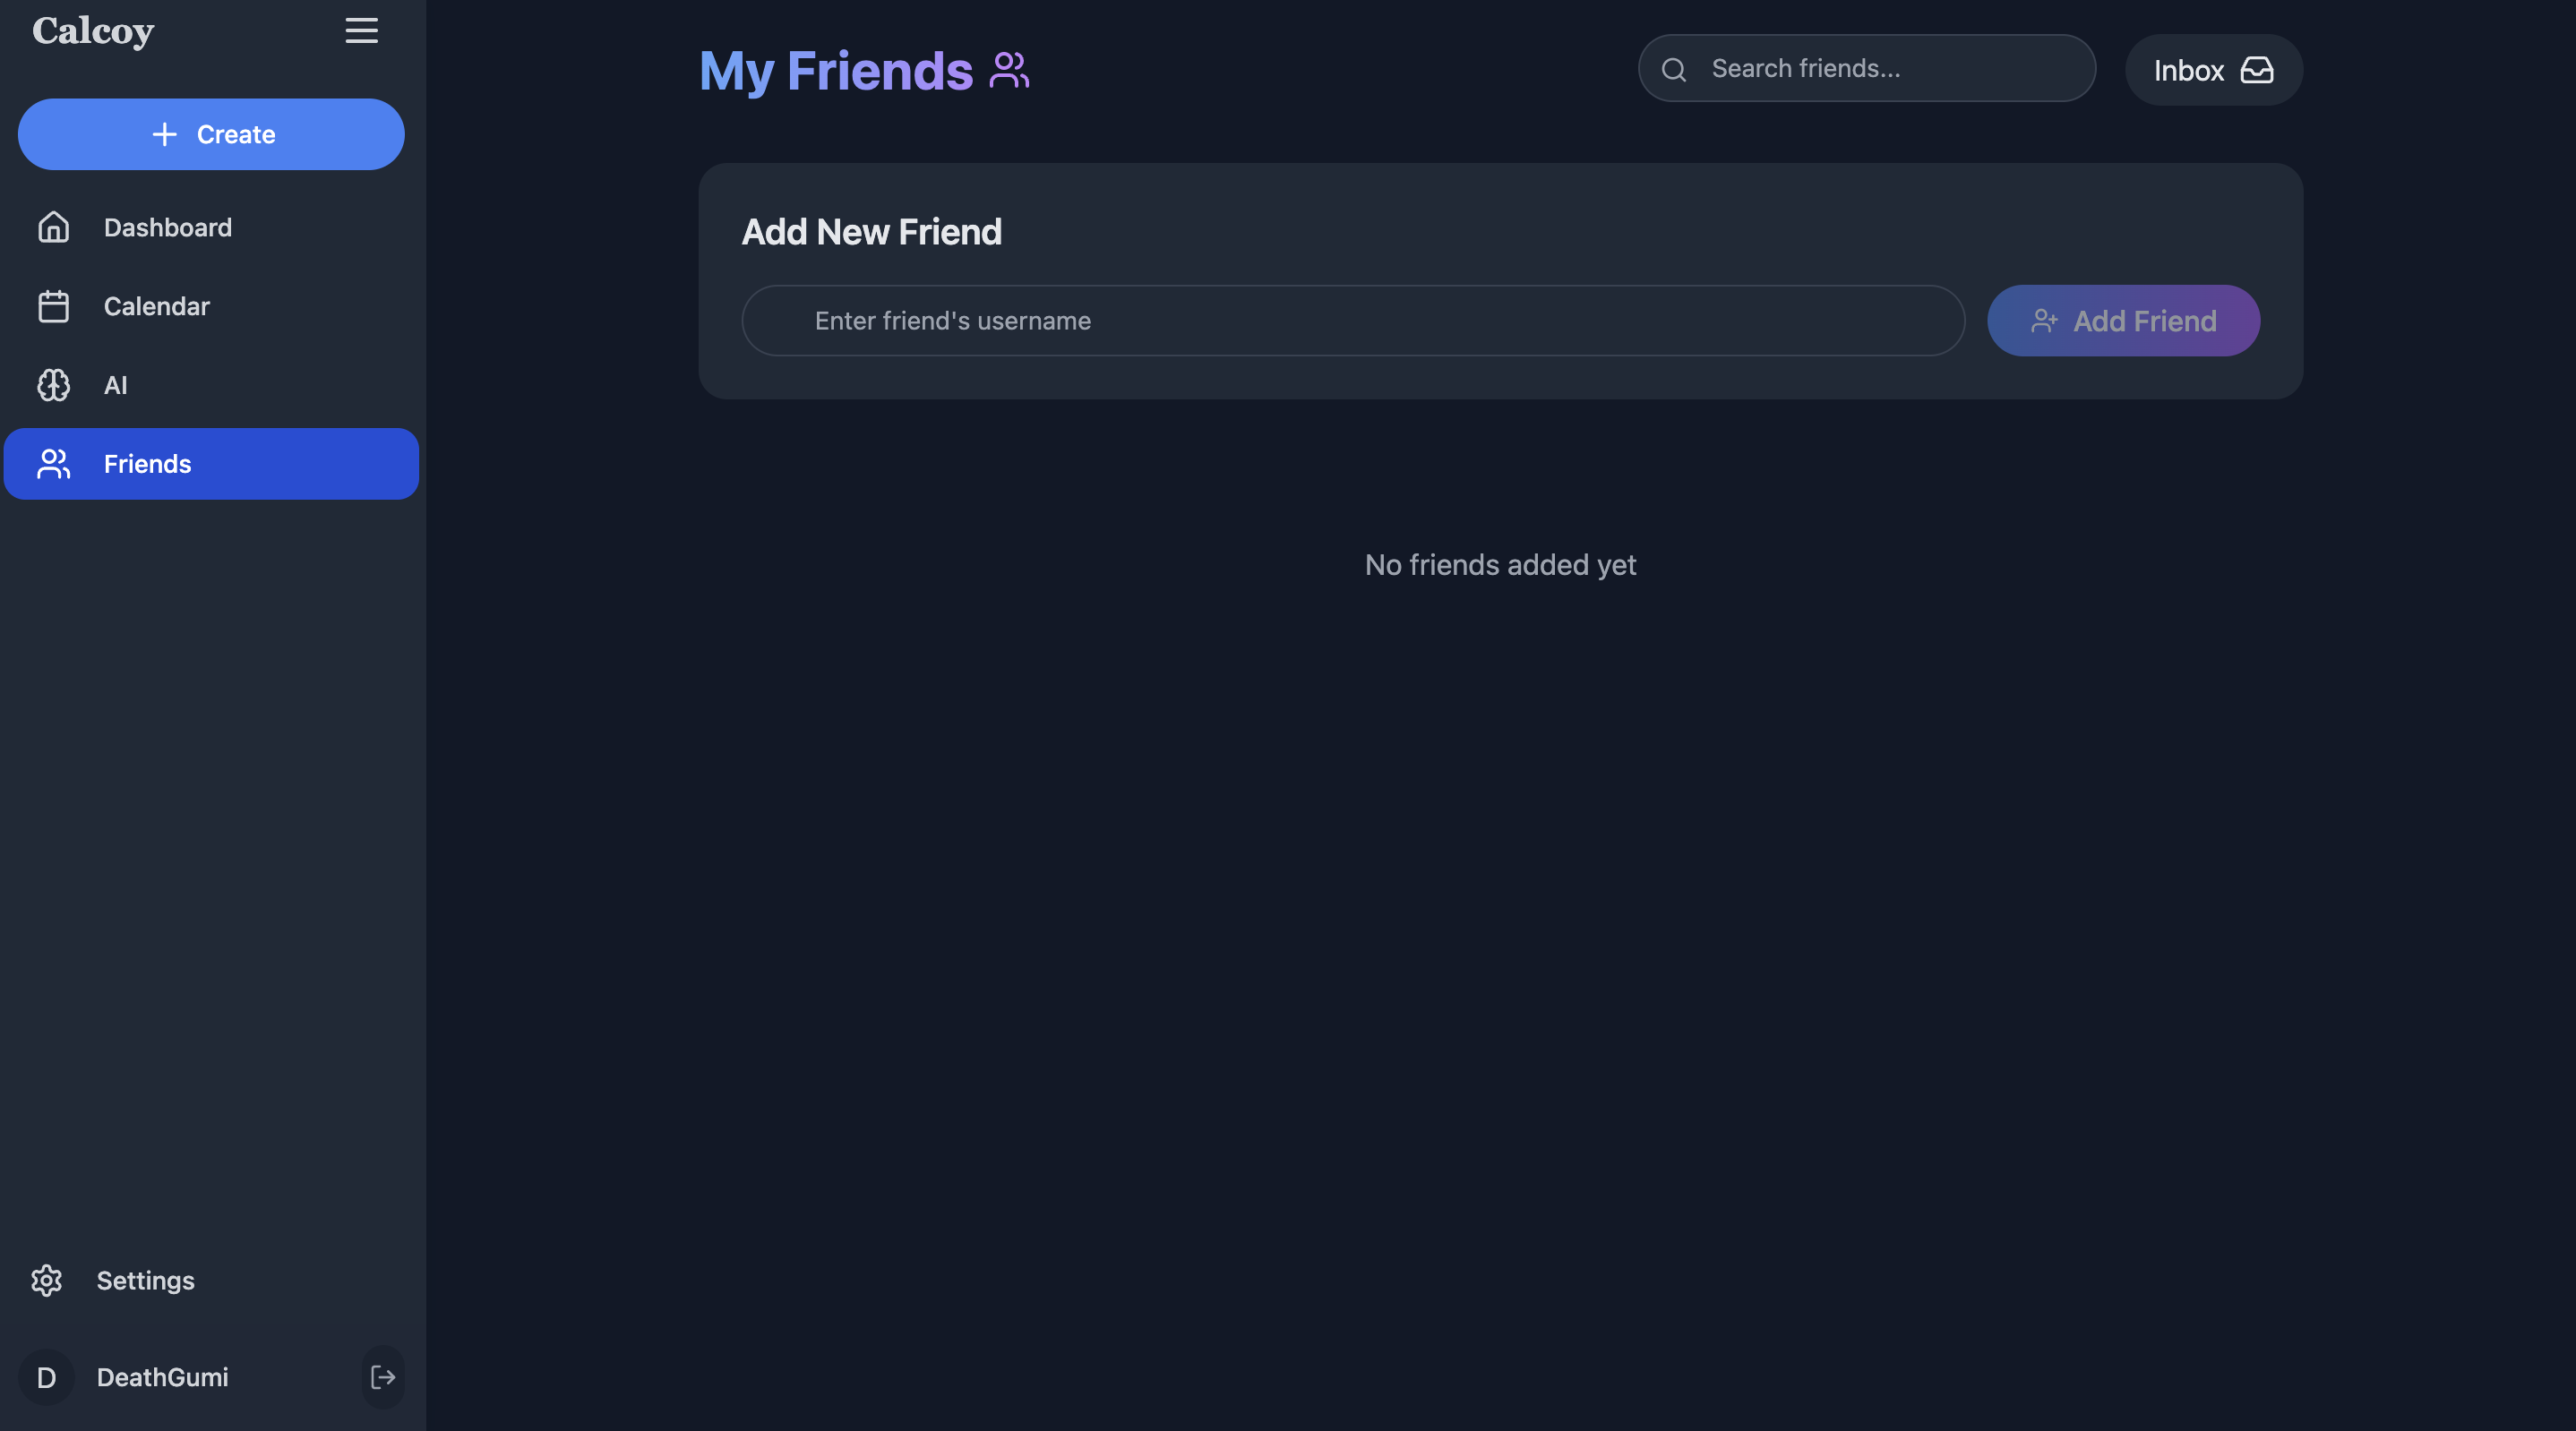 Calcoy
Create
Dashboard
Calendar
AI
Friends
Settings
D
DeathGumi
My Friends
Search friends...
Inbox
Add New Friend
Enter friend's username
Add Friend
No friends added yet